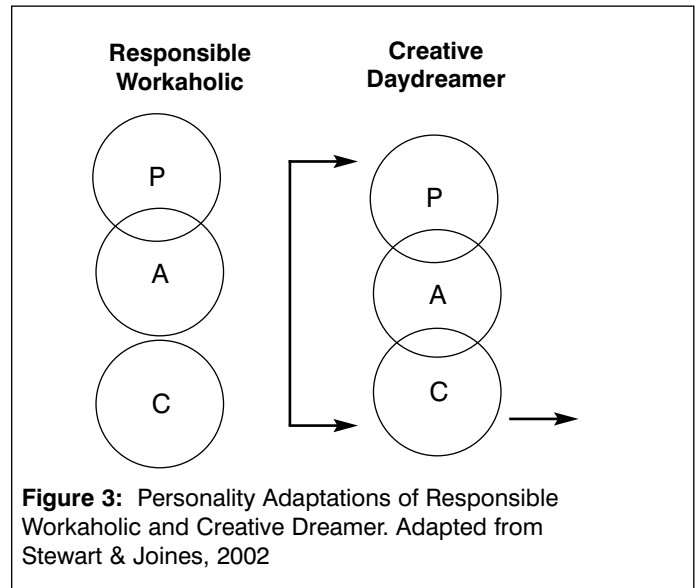 Responsible
Workaholic
Creative
Daydreamer
P
A
C
P
A
C
Figure 3: Personality Adaptations of Responsible
Workaholic and Creative Dreamer. Adapted from
Stewart & Joines, 2002